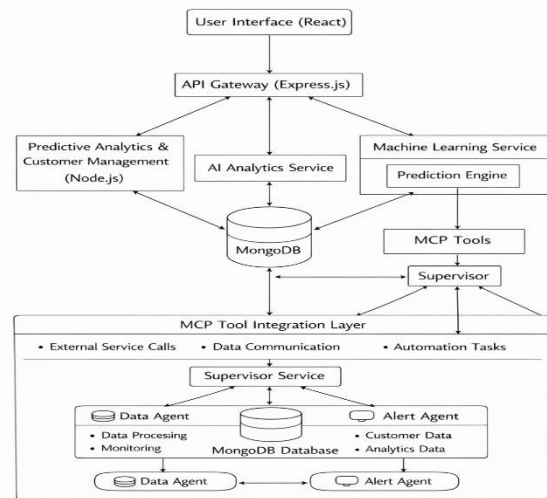 User Interface (React)
API Gateway (Express.js)
Predictive Analytics &
Customer Management
(Node.js)
AI Analytics Service
Machine Learning Service
Prediction Engine
MongoDB
MCP Tools
Supervisor
MCP Tool Integration Layer
• External Service Calls
• Data Communication
• Automation Tasks
Supervisor Service
Data Agent
• Data Procesing
• Monitoring
MongoDB Database
Alert Agent
• Customer Data
• Analytics Data
Data Agent
Alert Agent